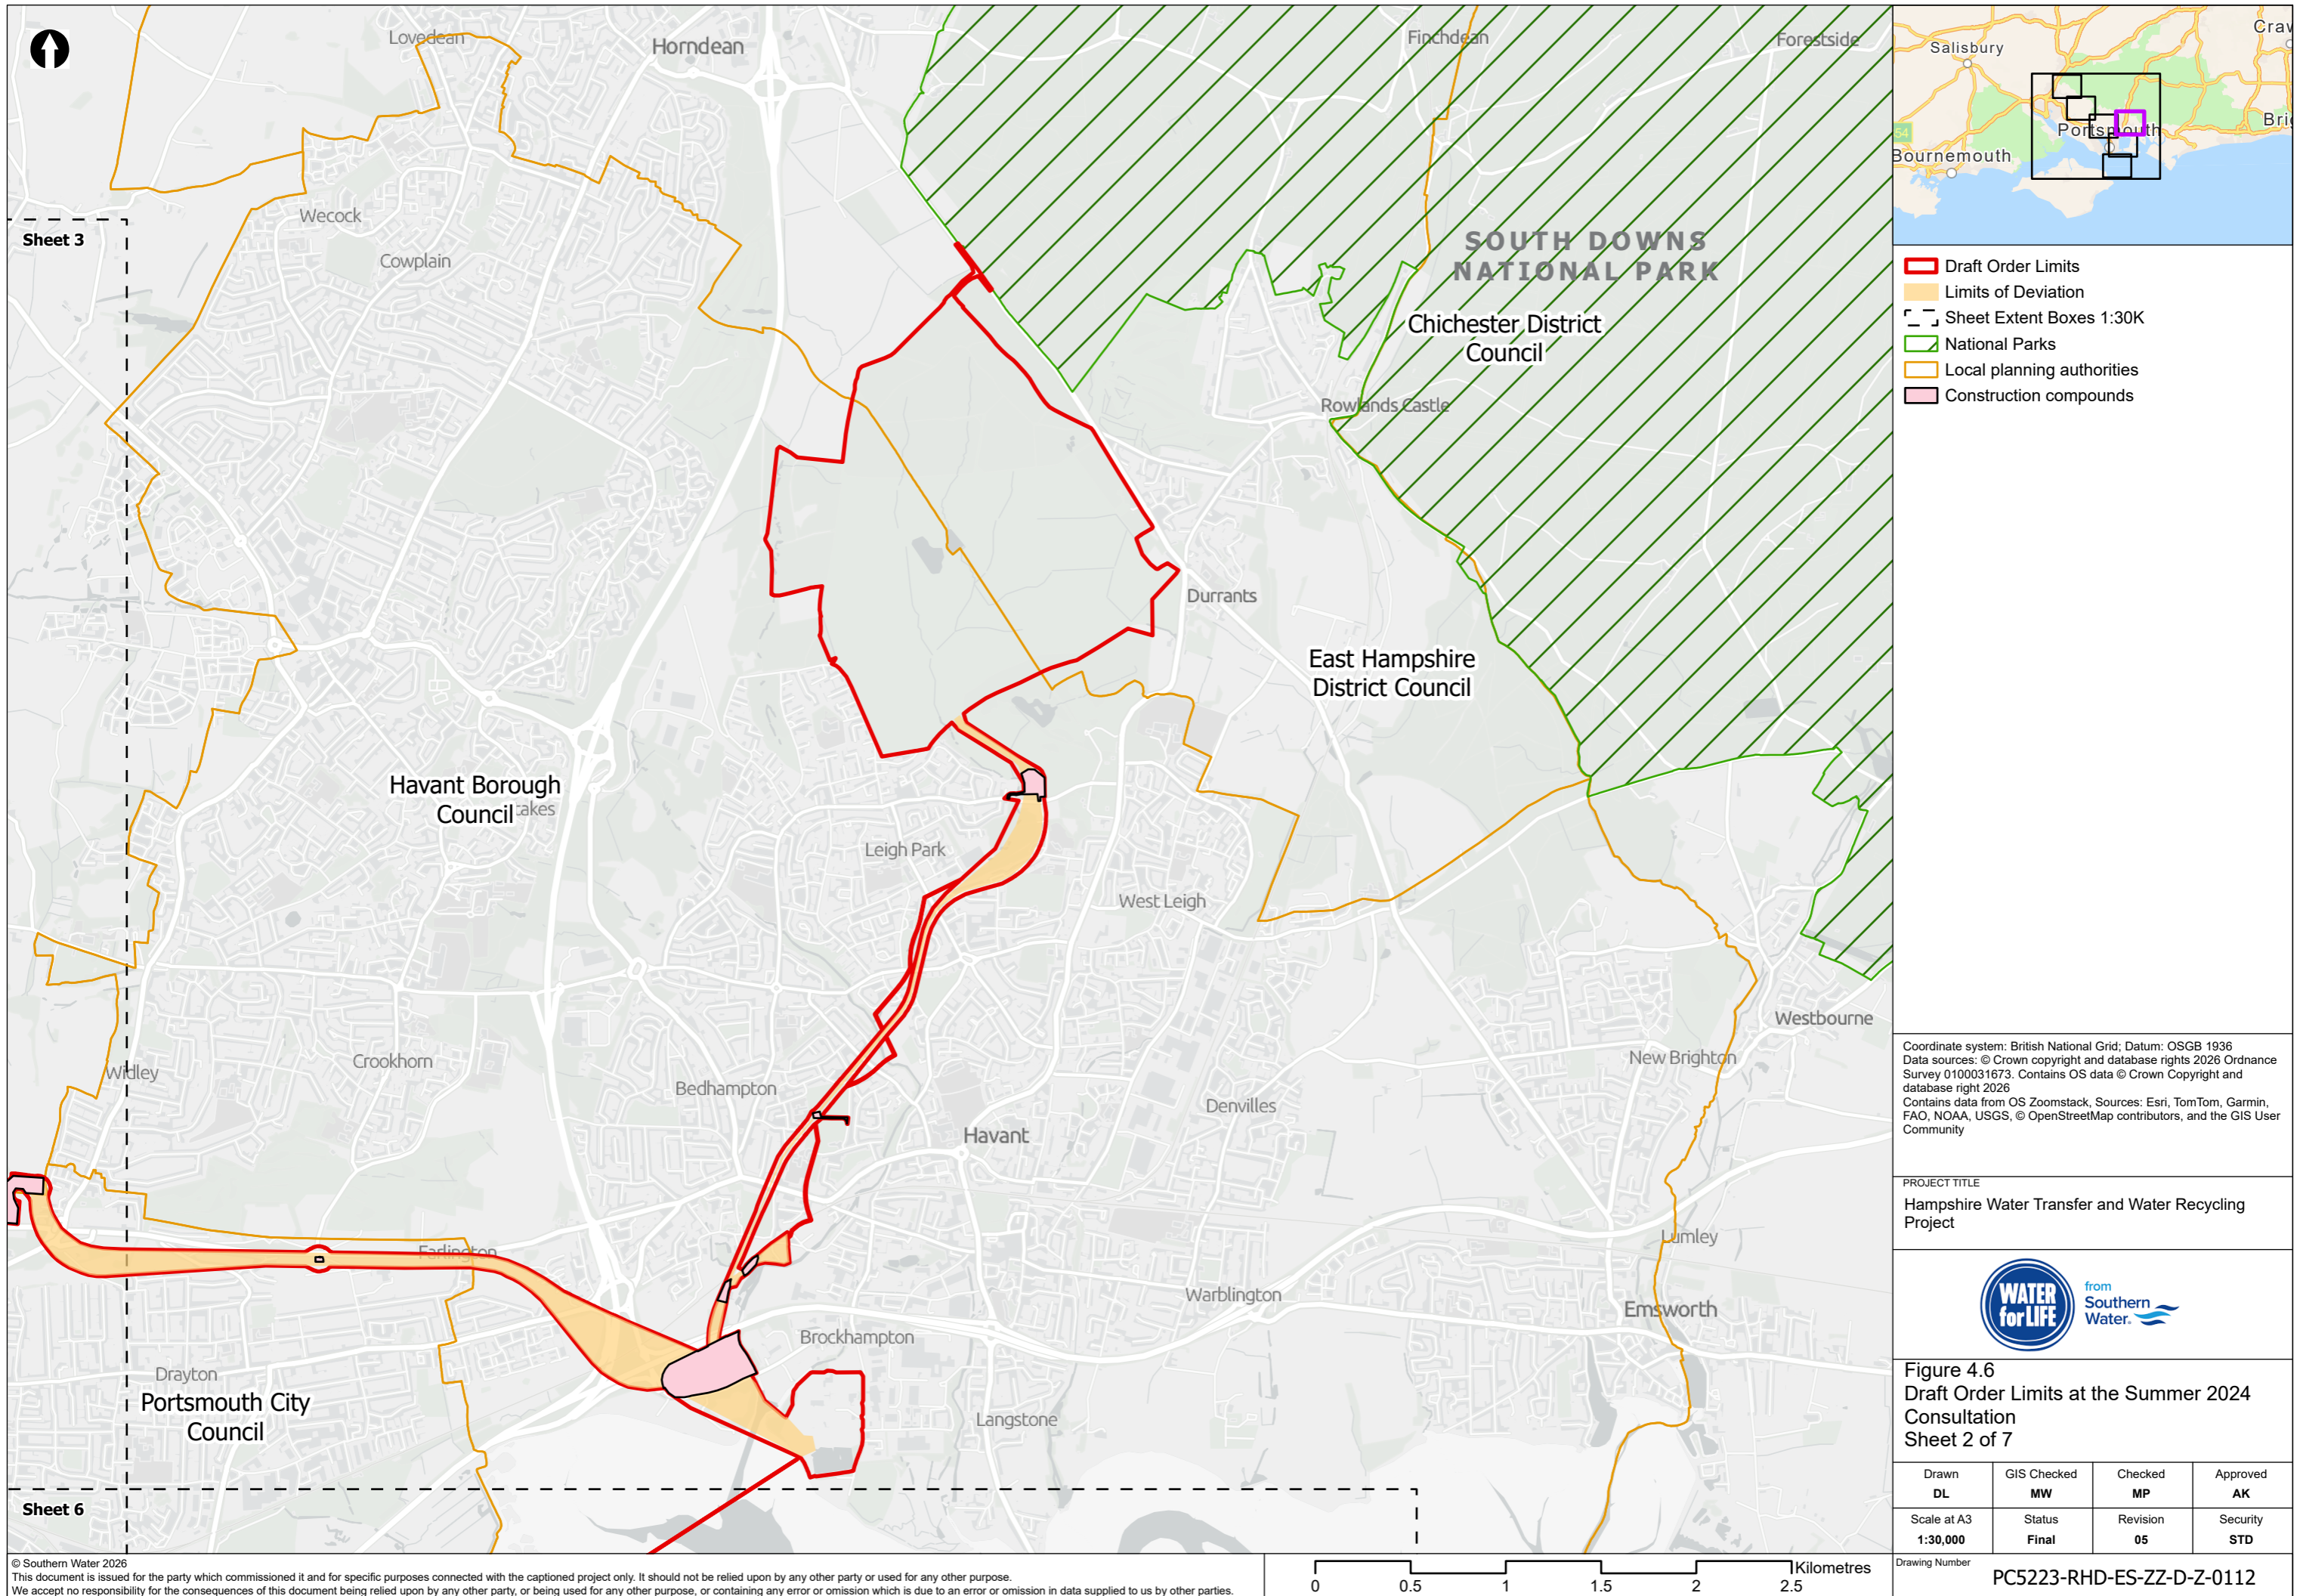 Lovedean
Horndean
Finchdean
Forestside
Wecock
Sheet 3
Cowplain
SOUTH DOWNS
NATIONAL PARK
Chichester District
Council
Rowlands Castle
Durrants
East Hampshire
District Council
Havant Borough
Council
Leigh Park
West Leigh
Westbourne
New Brighton
Crookhorn
Widley
Bedhampton
Denvilles
Havant
Lumley
Farlington
Warblington
Emsworth
Brockhampton
Drayton
Portsmouth City
Council
Langstone
Sheet 6
Salisbury
Portsmouth
Bournemouth
Draft Order Limits
Limits of Deviation
Sheet Extent Boxes 1:30K
National Parks
Local planning authorities
Construction compounds
Coordinate system: British National Grid; Datum: OSGB 1936
Data sources: © Crown copyright and database rights 2026 Ordnance
Survey 0100031673. Contains OS data © Crown Copyright and
database right 2026
Contains data from OS Zoomstack, Sources: Esri, TomTom, Garmin,
FAO, NOAA, USGS, © OpenStreetMap contributors, and the GIS User
Community
PROJECT TITLE
Hampshire Water Transfer and Water Recycling
Project
WATER
for LIFE
from
Southern
Water
Figure 4.6
Draft Order Limits at the Summer 2024
Consultation
Sheet 2 of 7
Drawn GIS Checked Checked Approved
DL MW MP AK
Scale at A3 Status Revision Security
1:30,000 Final 05 STD
Drawing Number
PC5223-RHD-ES-ZZ-D-Z-0112
© Southern Water 2026
This document is issued for the party which commissioned it and for specific purposes connected with the captioned project only. It should not be relied upon by any other party or used for any other purpose.
We accept no responsibility for the consequences of this document being relied upon by any other party, or being used for any other purpose, or containing any error or omission which is due to an error or omission in data supplied to us by other parties.
Kilometres
0 0.5 1 1.5 2 2.5